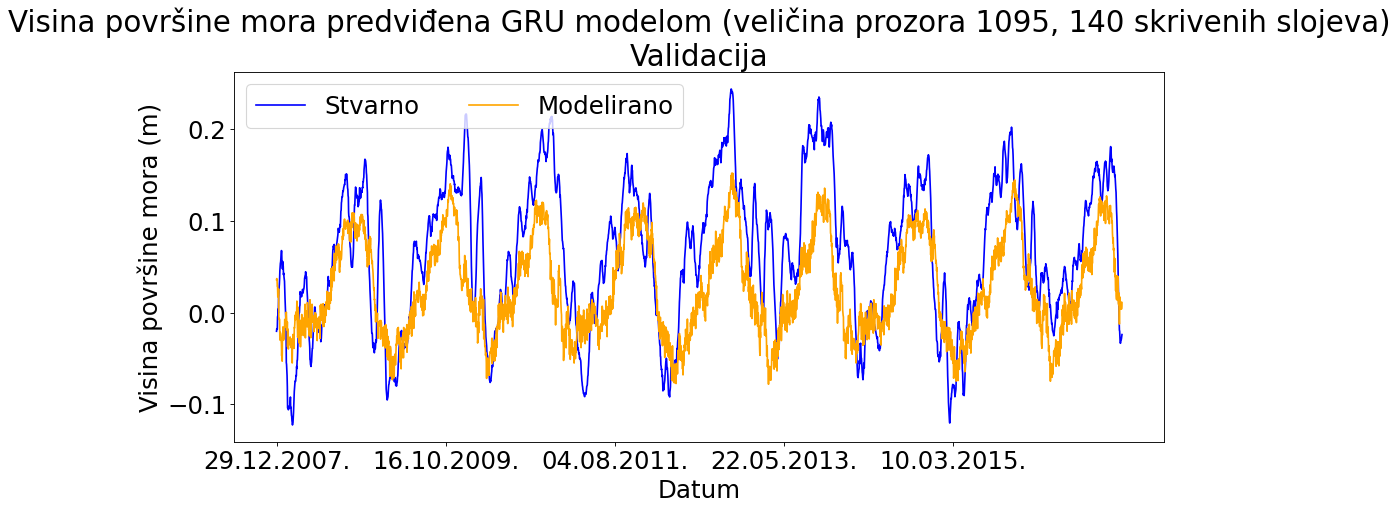 Visina površine mora predviđena GRU modelom (veličina prozora 1095, 140 skrivenih slojeva)
Validacija
Stvarno
Modelirano
Visina površine mora (m)
0.2
0.1
0.0
−0.1
29.12.2007.
16.10.2009.
04.08.2011.
22.05.2013.
10.03.2015.
Datum